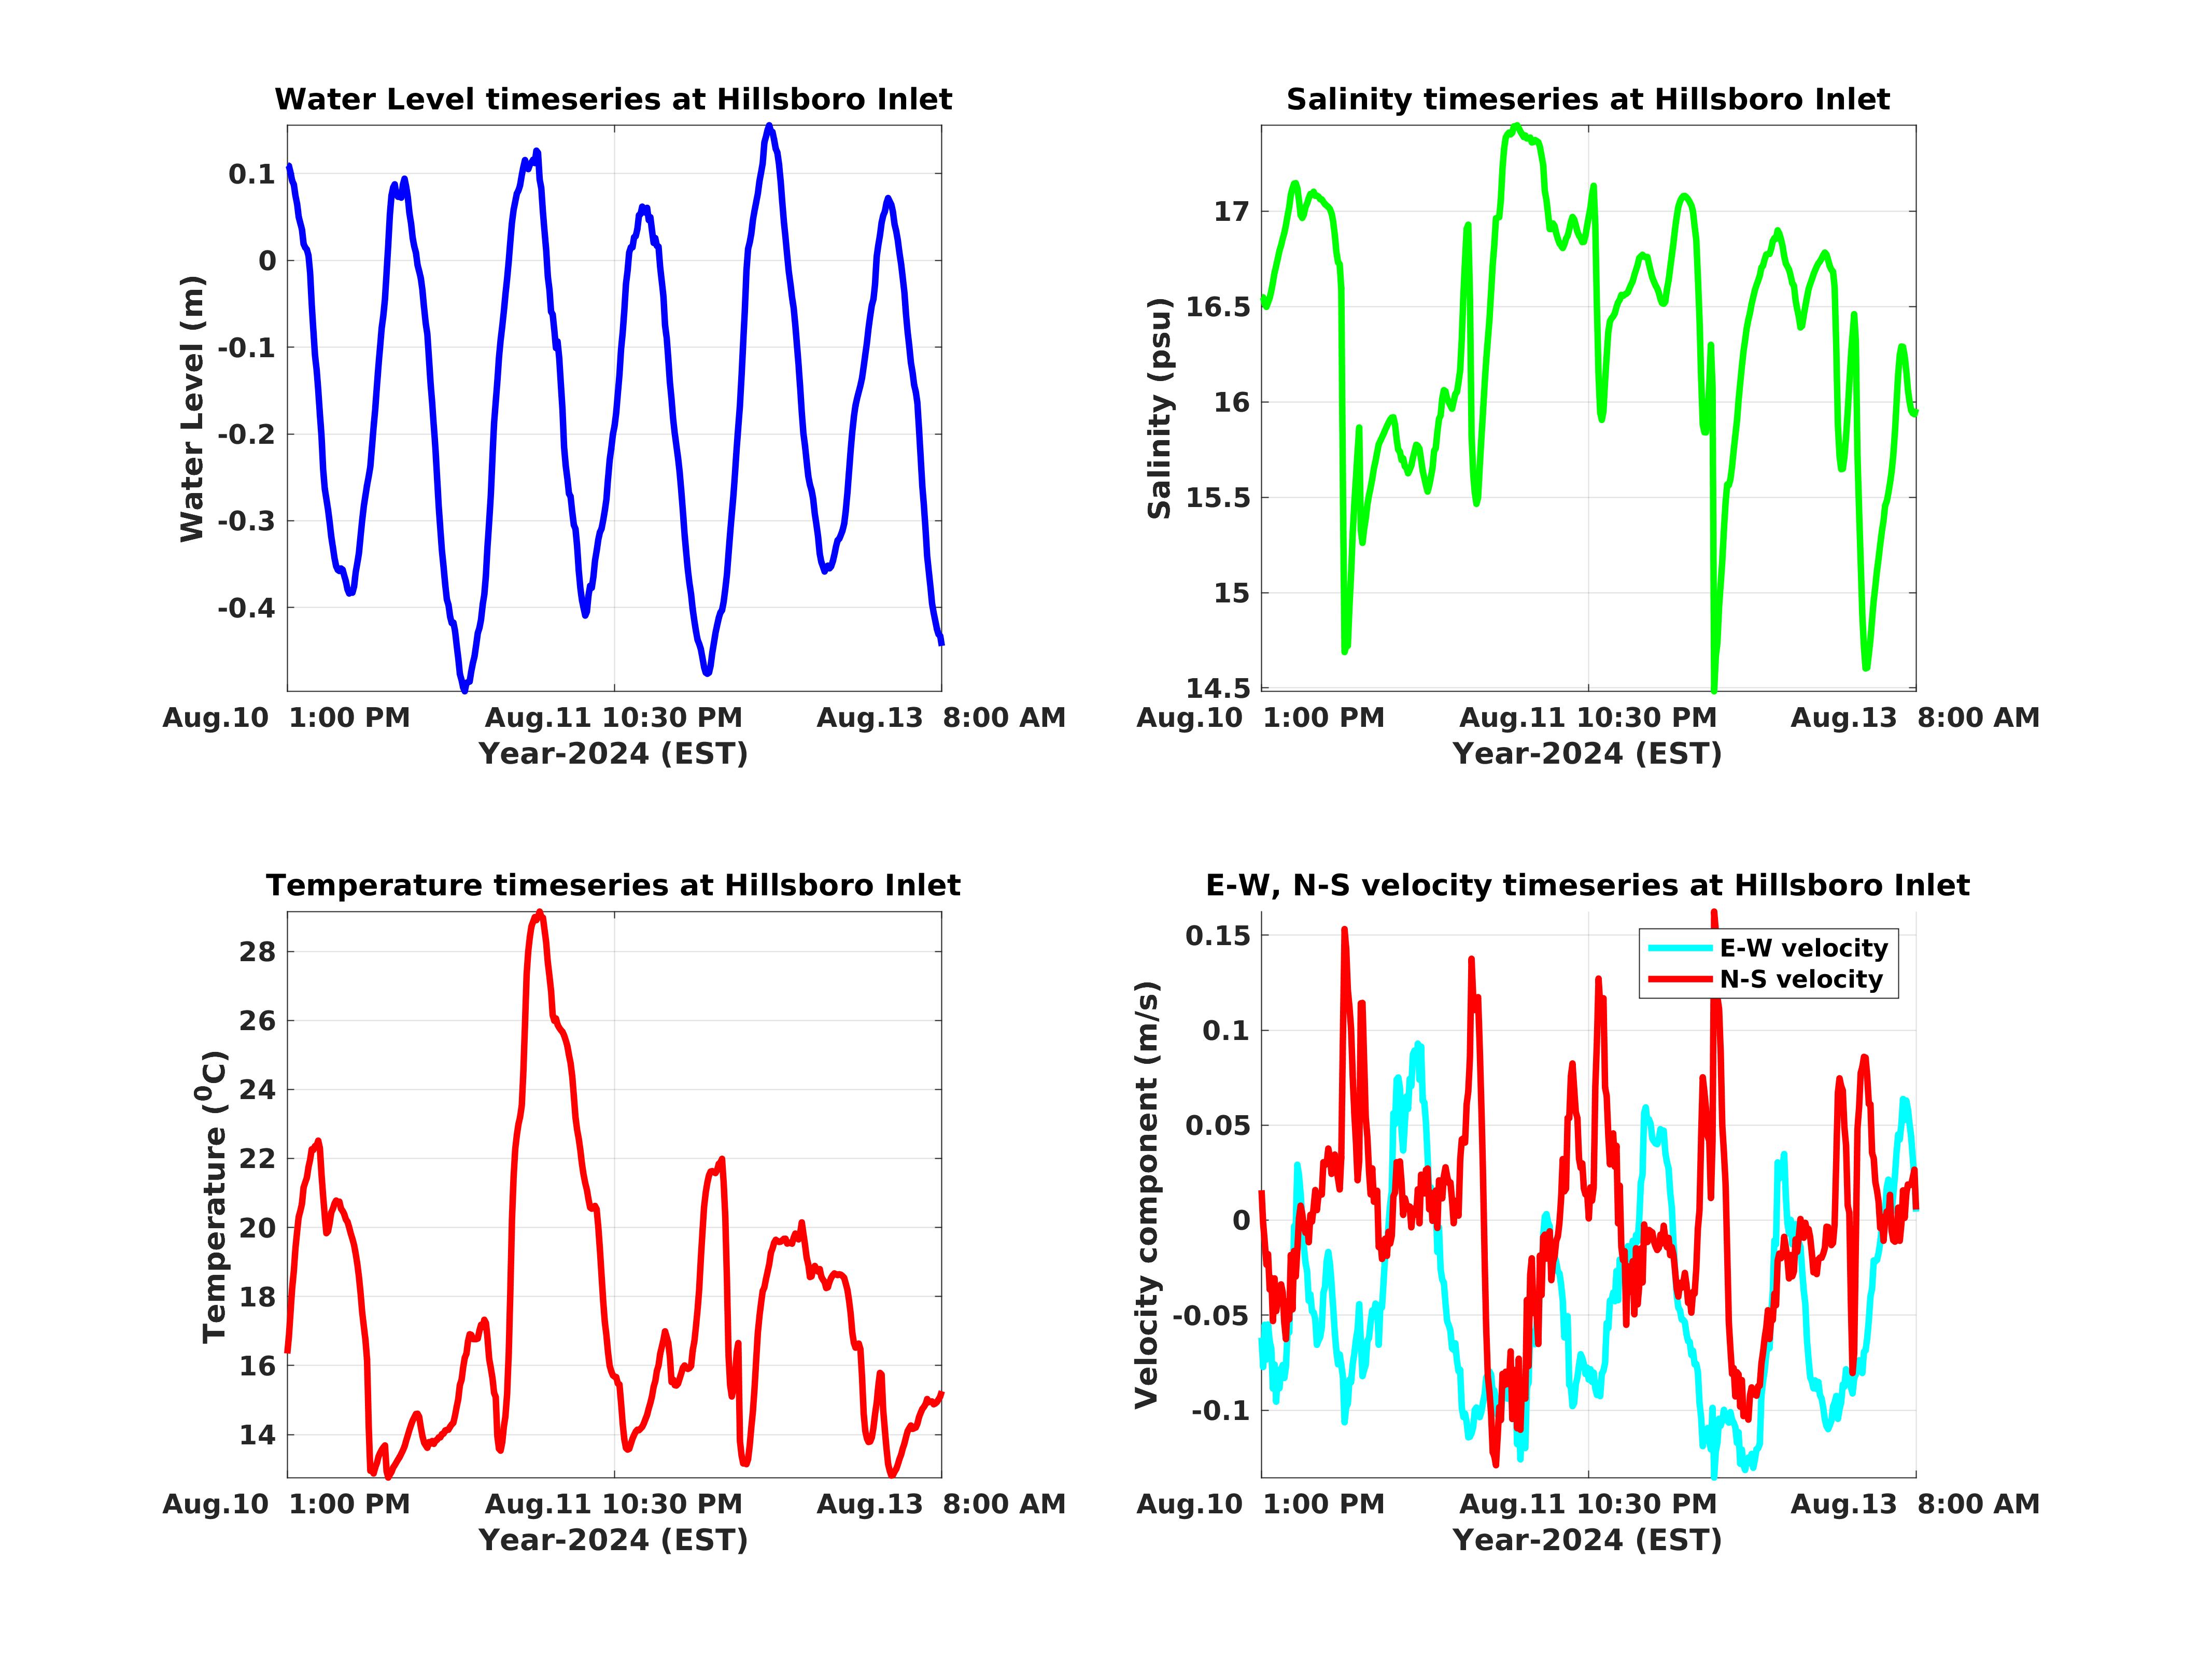 Water Level timeseries at Hillsboro Inlet
Water Level (m)
0.1
0
-0.1
-0.2
-0.3
-0.4
Aug.10  1:00 PM
Aug.11 10:30 PM
Aug.13  8:00 AM
Year-2024 (EST)
Salinity timeseries at Hillsboro Inlet
Salinity (psu)
17
16.5
16
15.5
15
14.5
Aug.10  1:00 PM
Aug.11 10:30 PM
Aug.13  8:00 AM
Year-2024 (EST)
Temperature timeseries at Hillsboro Inlet
Temperature (⁰C)
28
26
24
22
20
18
16
14
Aug.10  1:00 PM
Aug.11 10:30 PM
Aug.13  8:00 AM
Year-2024 (EST)
E-W, N-S velocity timeseries at Hillsboro Inlet
Velocity component (m/s)
0.15
0.1
0.05
0
-0.05
-0.1
E-W velocity
N-S velocity
Aug.10  1:00 PM
Aug.11 10:30 PM
Aug.13  8:00 AM
Year-2024 (EST)